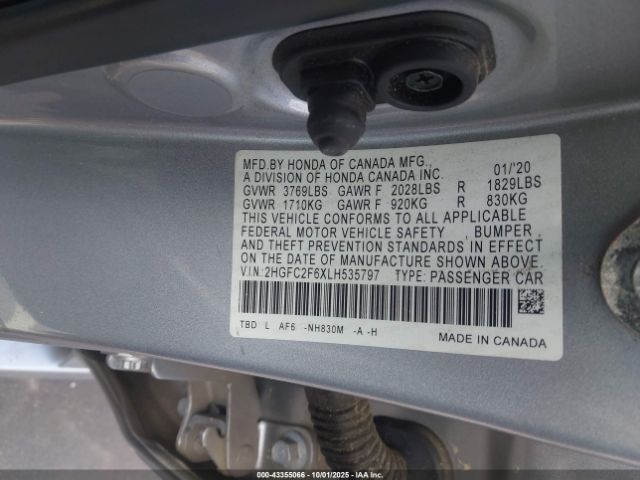 MFD.BY HONDA OF CANADA MFG., 01/'20
A DIVISION OF HONDA CANADA INC.
GVWR 3769LBS GAWR F 2028LBS R 1829LBS
GVWR 1710KG GAWR F 920KG R 830KG
THIS VEHICLE CONFORMS TO ALL APPLICABLE
FEDERAL MOTOR VEHICLE SAFETY , BUMPER ,
AND THEFT PREVENTION STANDARDS IN EFFECT
ON THE DATE OF MANUFACTURE SHOWN ABOVE.
V.I.N: 2HGFC2F6XLH535797 TYPE: PASSENGER CAR
TBD L AF6 -NH830M -A -H
MADE IN CANADA
000-43355066 - 10/01/2025 - IAA Inc.